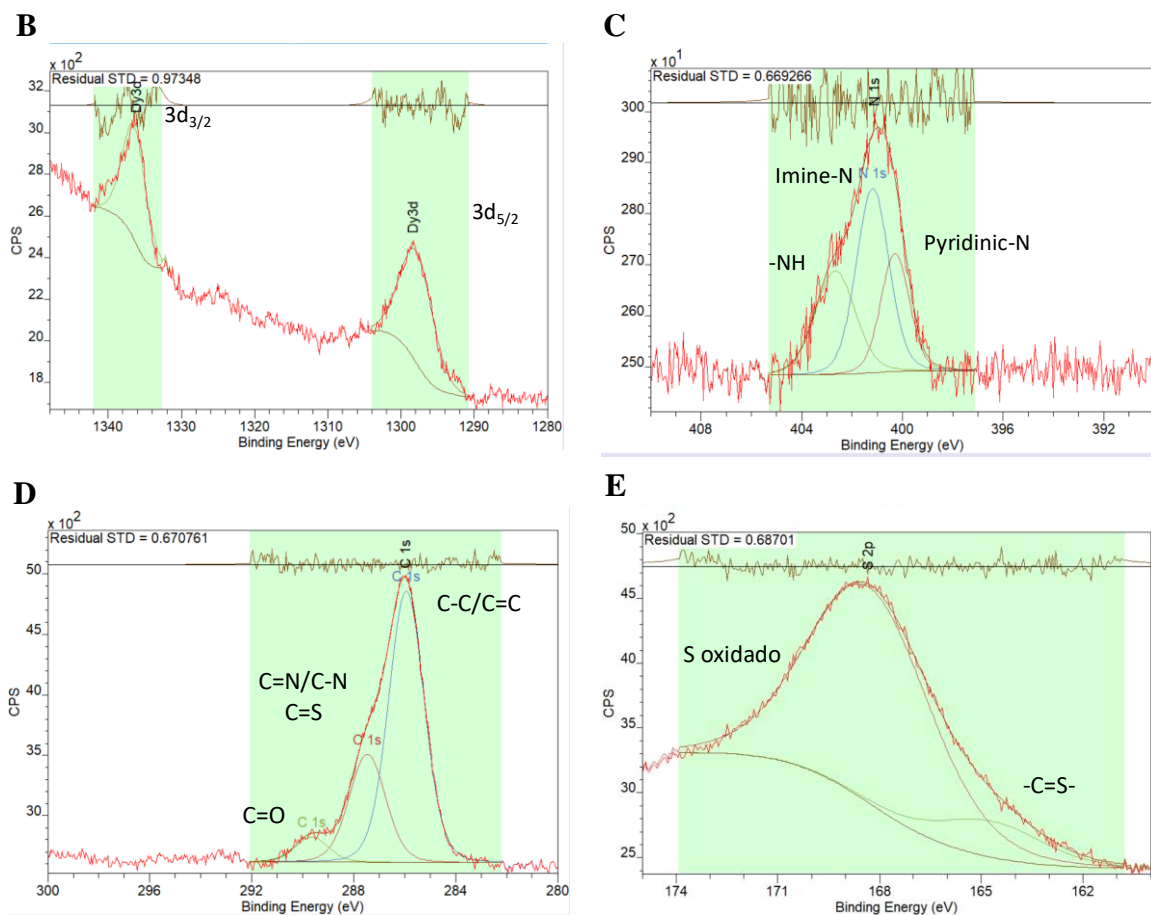 B
x 10²
Residual STD = 0.97348
Dy3d
3d3/2
3d5/2
Dy3d
CPS
32
30
28
26
24
22
20
18
1340 1330 1320 1310 1300 1290 1280
Binding Energy (eV)
C
x 10¹
Residual STD = 0.669266
N 1s
Imine-N
N 1s
Pyridinic-N
-NH
CPS
300
290
280
270
260
250
408 404 400 396 392
Binding Energy (eV)
D
x 10²
Residual STD = 0.670761
C 1s
C 1s
C-C/C=C
C=N/C-N
C=S
C 1s
C=O
C 1s
CPS
50
45
40
35
30
300 296 292 288 284 280
Binding Energy (eV)
E
x 10²
Residual STD = 0.68701
S 2p
S oxidado
-C=S-
CPS
50
45
40
35
30
25
174 171 168 165 162
Binding Energy (eV)